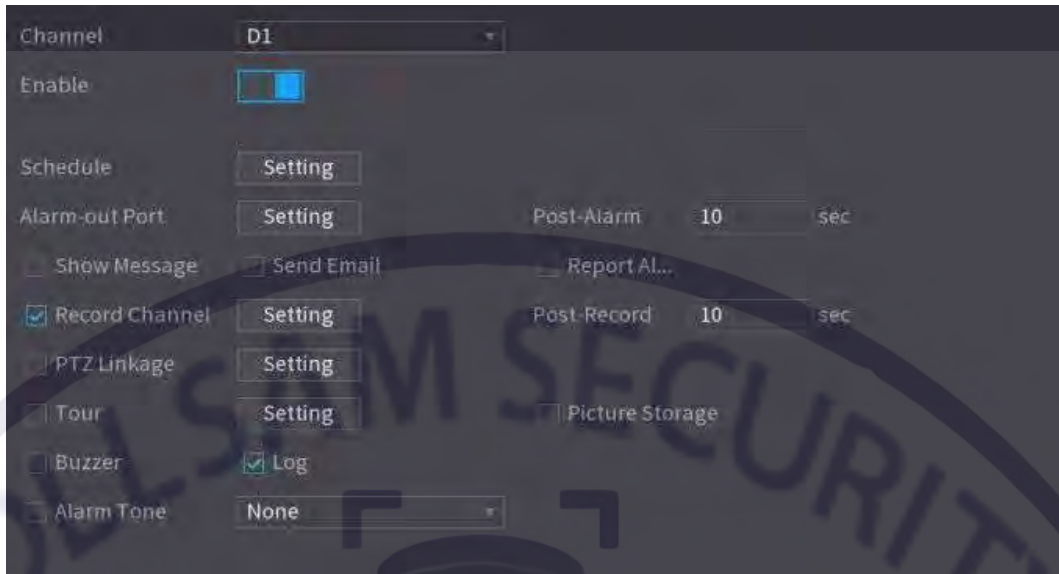 Channel D1
Enable
Schedule Setting
Alarm-out Port Setting Post-Alarm 10 sec
Show Message Send Email Report Al...
Record Channel Setting Post-Record 10 sec
PTZ Linkage Setting
Tour Setting Picture Storage
Buzzer Log
Alarm Tone None
OLLSAM SECURITY